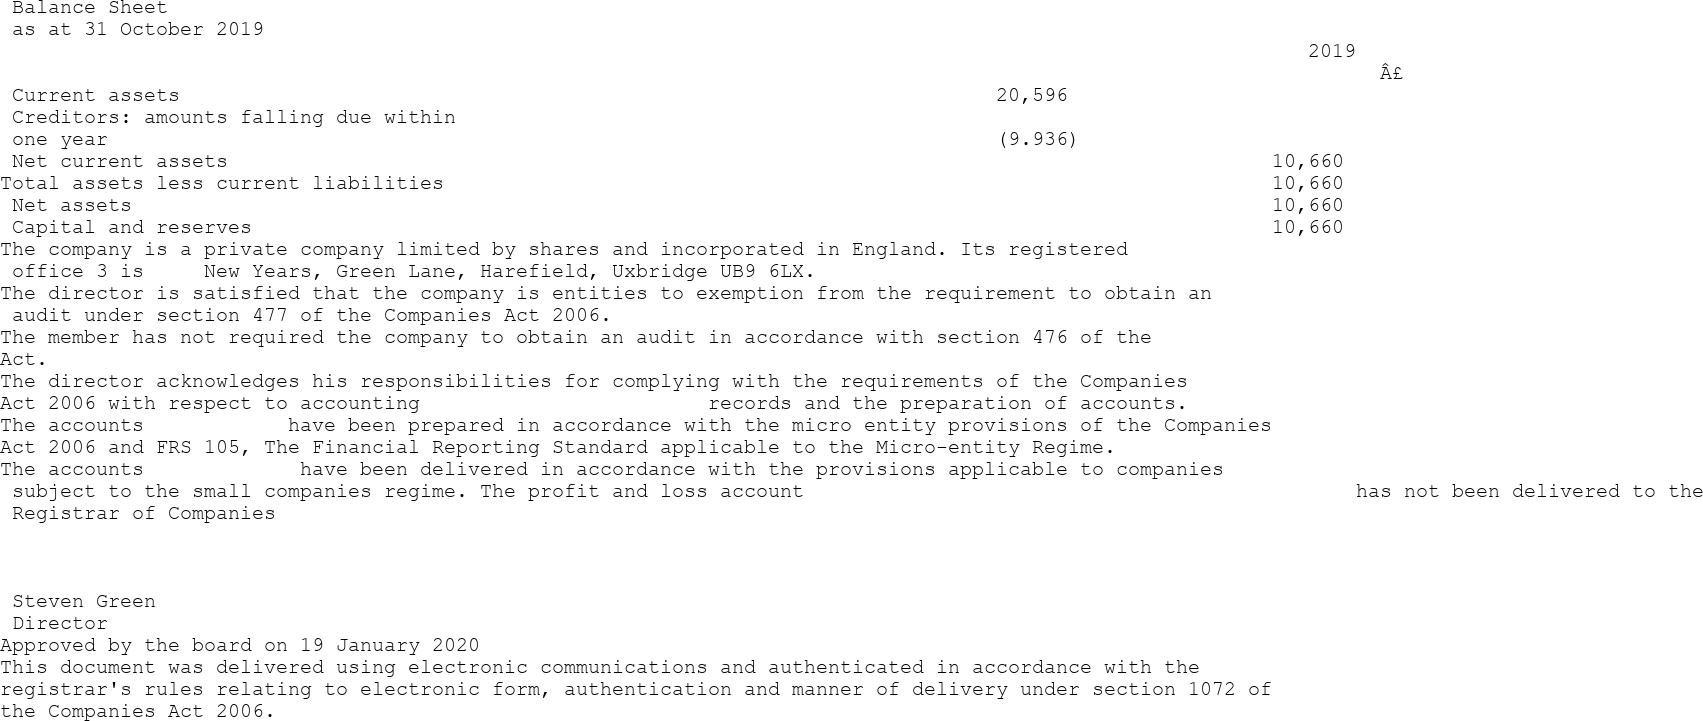 Balance Sheet
as at 31 October 2019
2019
Â£
Current assets 20,596
Creditors: amounts falling due within
one year (9.936)
Net current assets 10,660
Total assets less current liabilities 10,660
Net assets 10,660
Capital and reserves 10,660
The company is a private company limited by shares and incorporated in England. Its registered
office 3 is New Years, Green Lane, Harefield, Uxbridge UB9 6LX.
The director is satisfied that the company is entities to exemption from the requirement to obtain an
audit under section 477 of the Companies Act 2006.
The member has not required the company to obtain an audit in accordance with section 476 of the
Act.
The director acknowledges his responsibilities for complying with the requirements of the Companies
Act 2006 with respect to accounting records and the preparation of accounts.
The accounts have been prepared in accordance with the micro entity provisions of the Companies
Act 2006 and FRS 105, The Financial Reporting Standard applicable to the Micro-entity Regime.
The accounts have been delivered in accordance with the provisions applicable to companies
subject to the small companies regime. The profit and loss account has not been delivered to the
Registrar of Companies
Steven Green
Director
Approved by the board on 19 January 2020
This document was delivered using electronic communications and authenticated in accordance with the
registrar's rules relating to electronic form, authentication and manner of delivery under section 1072 of
the Companies Act 2006.